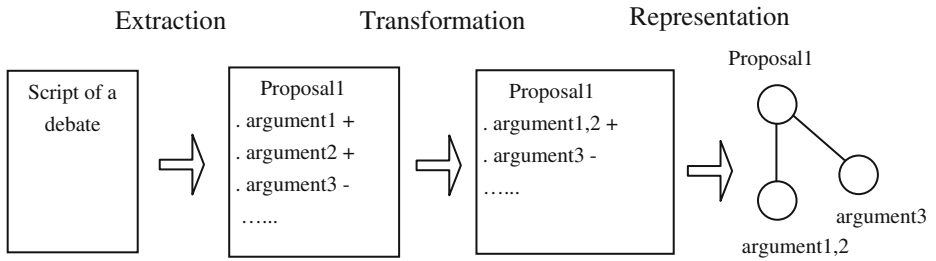 Extraction
Transformation
Representation
Script of a
debate
Proposal1
. argument1 +
. argument2 +
. argument3 -
......
Proposal1
. argument1,2 +
. argument3 -
......
Proposal1
argument3
argument1,2